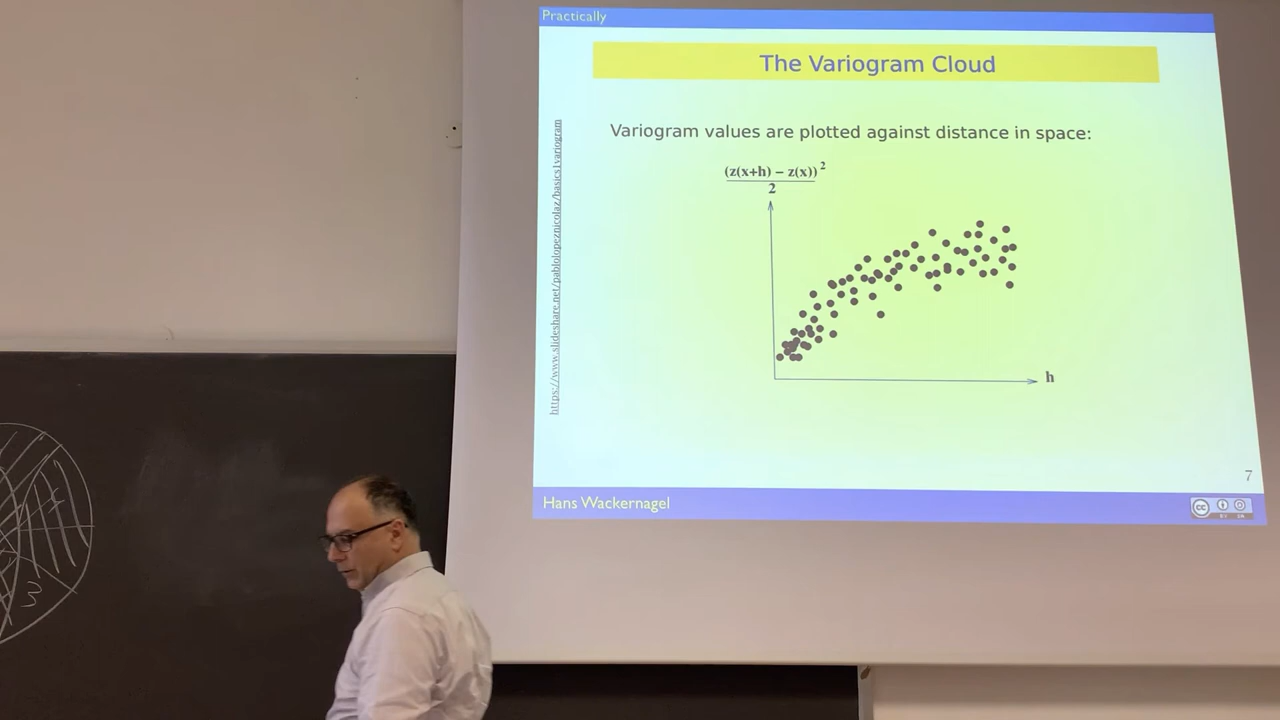 Practically
The Variogram Cloud
Variogram values are plotted against distance in space:
(z(x+h) − z(x))²
2
h
https://www.slideshare.net/pablolopeznicolaz/basics1variogram
7
Hans Wackernagel
cc